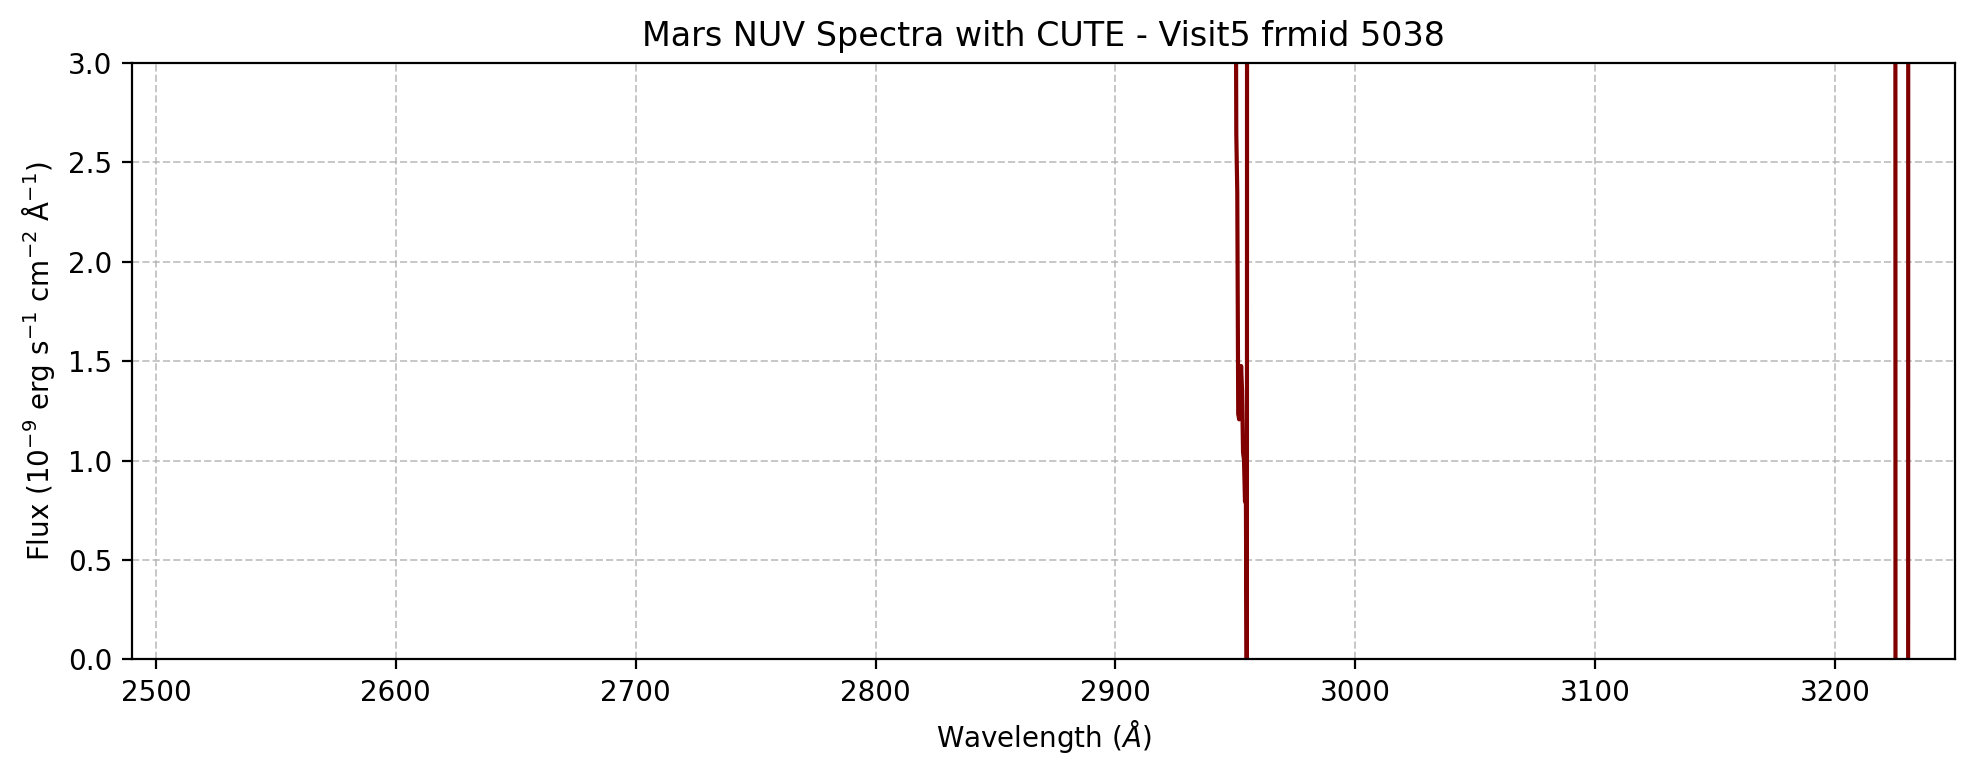 Mars NUV Spectra with CUTE - Visit5 frmid 5038
Flux (10⁻⁹ erg s⁻¹ cm⁻² Å⁻¹)
3.0
2.5
2.0
1.5
1.0
0.5
0.0
2500 2600 2700 2800 2900 3000 3100 3200
Wavelength (Å)